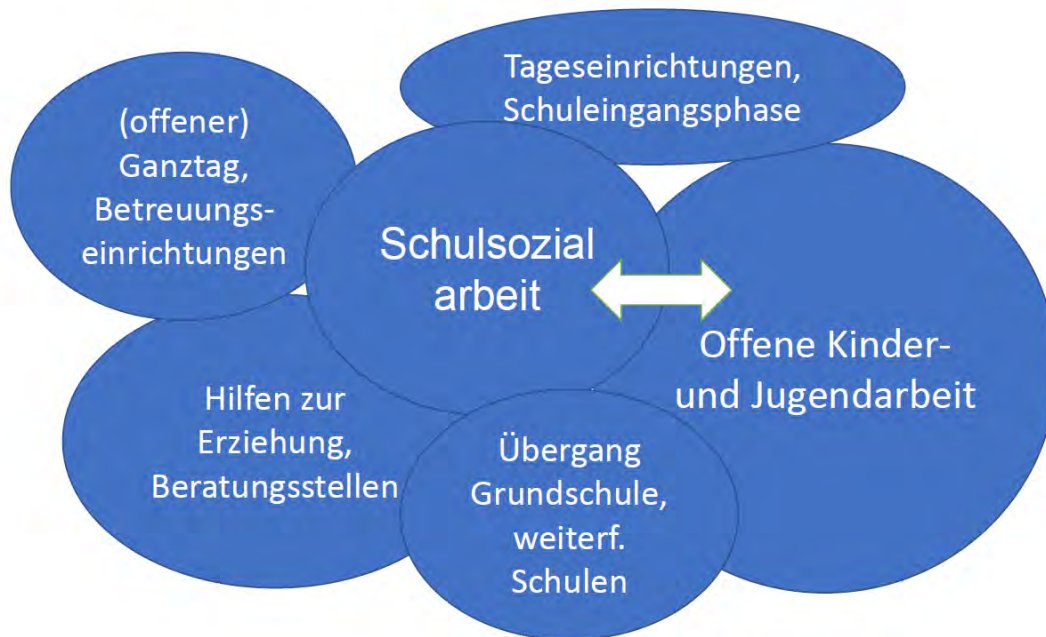 Tageseinrichtungen,
Schuleingangsphase
(offener)
Ganztag,
Betreuungs-
einrichtungen
Schulsozial
arbeit
Offene Kinder-
und Jugendarbeit
Hilfen zur
Erziehung,
Beratungsstellen
Übergang
Grundschule,
weiterf.
Schulen